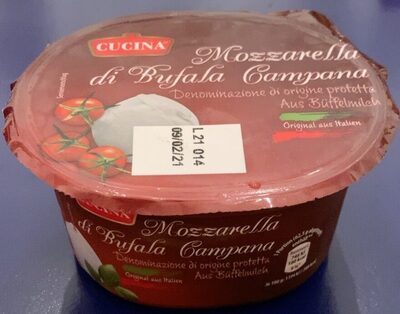 CUCINA
Mozzarella
di Bufala Campana
Denominazione di origine protetta
Aus Büffelmilch
Original aus Italien
L21 014
09/02/21
CUCINA
Mozzarella
di Bufala Campana
Denominazione di origine protetta
Aus Büffelmilch
Original aus Italien